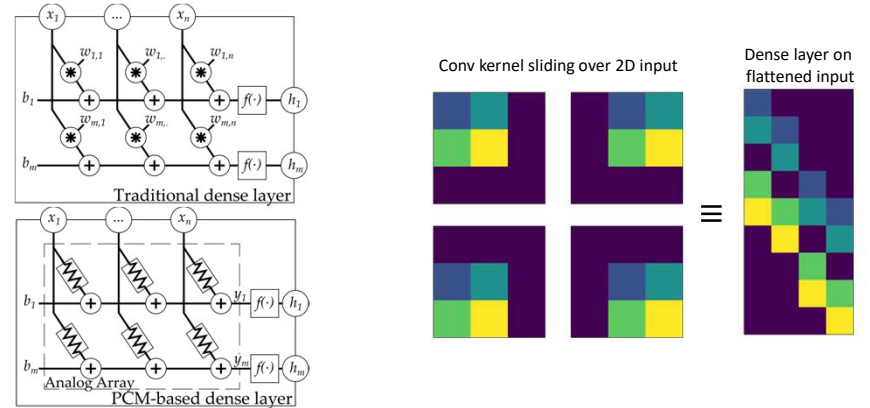 x1 ... xn
w1,1 w1,. w1,n
b1 + + + f(·) h1
wm,1 wm,. wm,n
bm + + + f(·) hm
Traditional dense layer
x1 ... xn
b1 + + + y1 f(·) h1
bm + + + ym f(·) hm
Analog Array
PCM-based dense layer
Conv kernel sliding over 2D input
≡
Dense layer on
flattened input